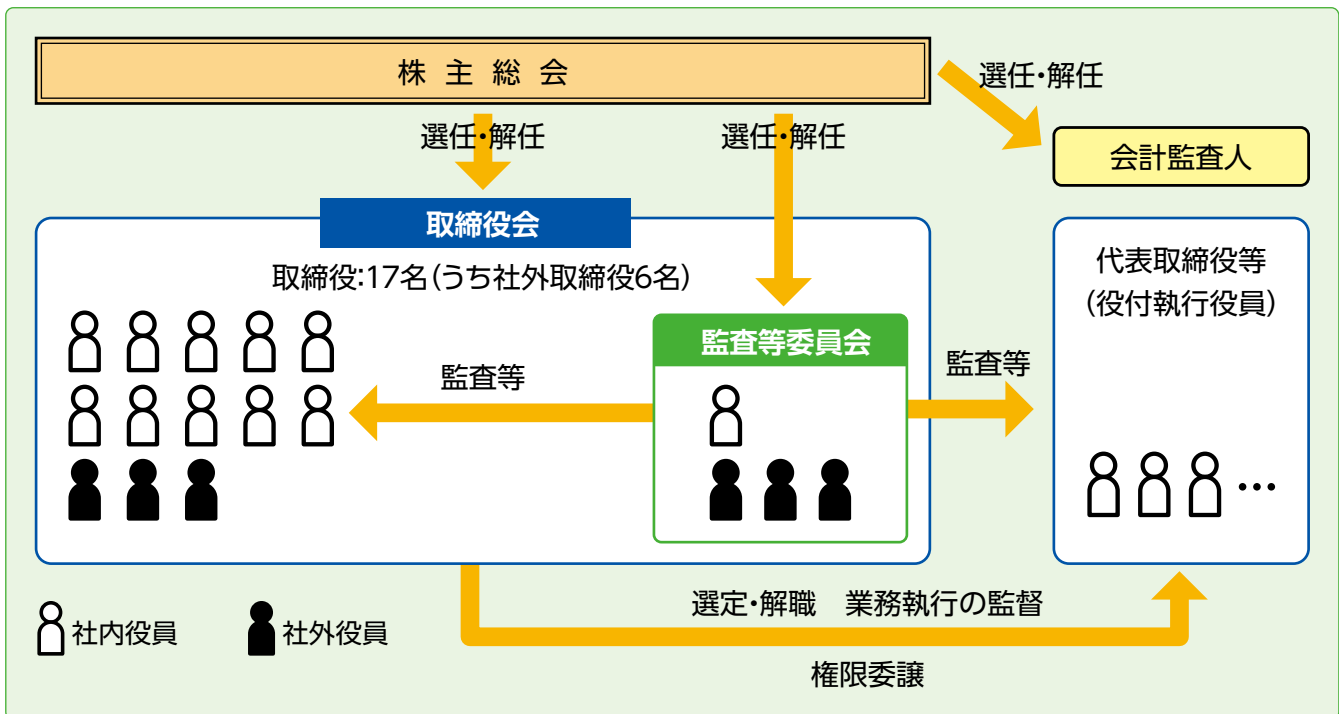 株主総会
選任・解任
選任・解任
選任・解任
会計監査人
取締役会
取締役:17名(うち社外取締役6名)
監査等委員会
監査等
監査等
代表取締役等
(役付執行役員)
…
選定・解職　業務執行の監督
権限委譲
社内役員
社外役員